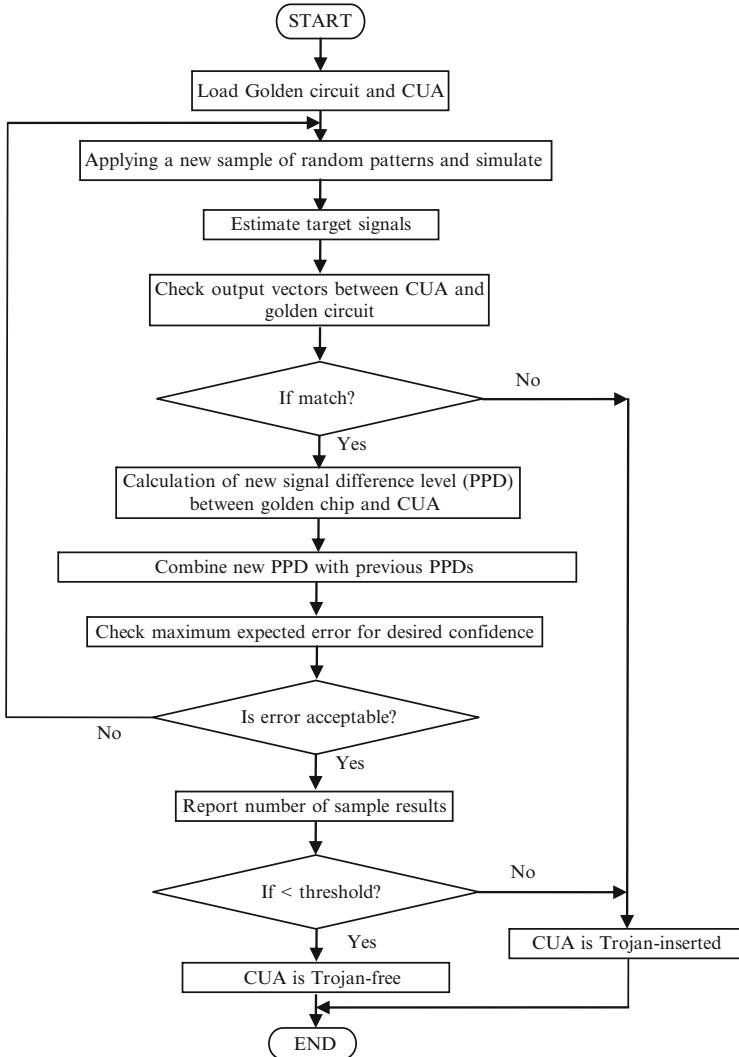 START
Load Golden circuit and CUA
Applying a new sample of random patterns and simulate
Estimate target signals
Check output vectors between CUA and
golden circuit
If match?
No
Yes
Calculation of new signal difference level (PPD)
between golden chip and CUA
Combine new PPD with previous PPDs
Check maximum expected error for desired confidence
Is error acceptable?
No
Yes
Report number of sample results
If < threshold?
No
Yes
CUA is Trojan-inserted
CUA is Trojan-free
END